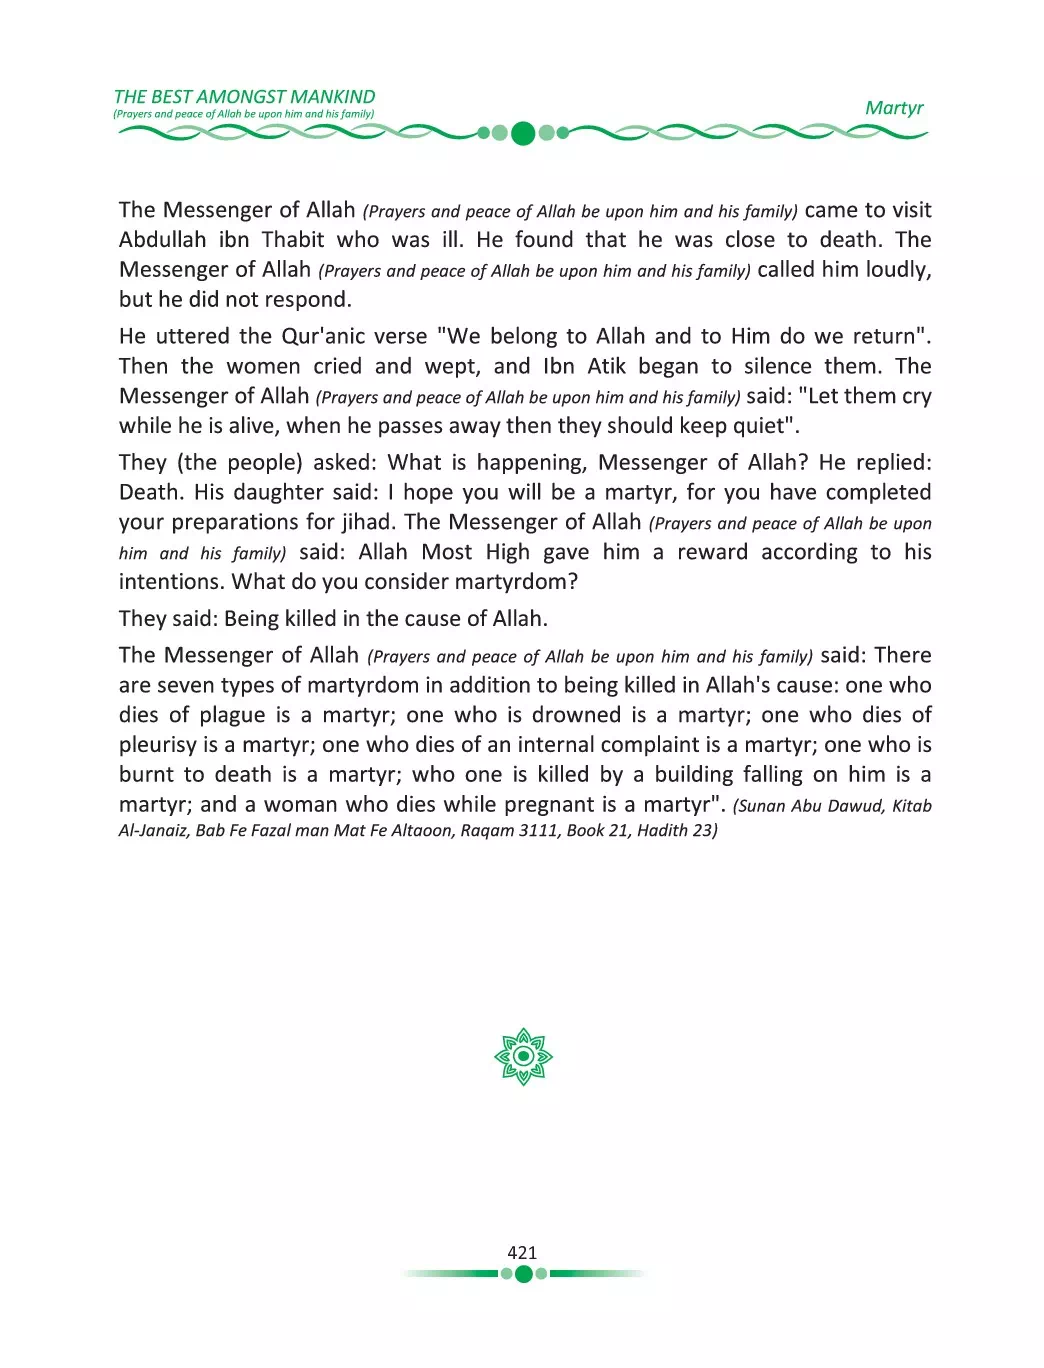 THE BEST AMONGST MANKIND
(Prayers and peace of Allah be upon him and his family)
Martyr
The Messenger of Allah (Prayers and peace of Allah be upon him and his family) came to visit
Abdullah ibn Thabit who was ill. He found that he was close to death. The
Messenger of Allah (Prayers and peace of Allah be upon him and his family) called him loudly,
but he did not respond.
He uttered the Qur'anic verse "We belong to Allah and to Him do we return".
Then the women cried and wept, and Ibn Atik began to silence them. The
Messenger of Allah (Prayers and peace of Allah be upon him and his family) said: "Let them cry
while he is alive, when he passes away then they should keep quiet".
They (the people) asked: What is happening, Messenger of Allah? He replied:
Death. His daughter said: I hope you will be a martyr, for you have completed
your preparations for jihad. The Messenger of Allah (Prayers and peace of Allah be upon
him and his family) said: Allah Most High gave him a reward according to his
intentions. What do you consider martyrdom?
They said: Being killed in the cause of Allah.
The Messenger of Allah (Prayers and peace of Allah be upon him and his family) said: There
are seven types of martyrdom in addition to being killed in Allah's cause: one who
dies of plague is a martyr; one who is drowned is a martyr; one who dies of
pleurisy is a martyr; one who dies of an internal complaint is a martyr; one who is
burnt to death is a martyr; who one is killed by a building falling on him is a
martyr; and a woman who dies while pregnant is a martyr". (Sunan Abu Dawud, Kitab
Al-Janaiz, Bab Fe Fazal man Mat Fe Altaoon, Raqam 3111, Book 21, Hadith 23)
421